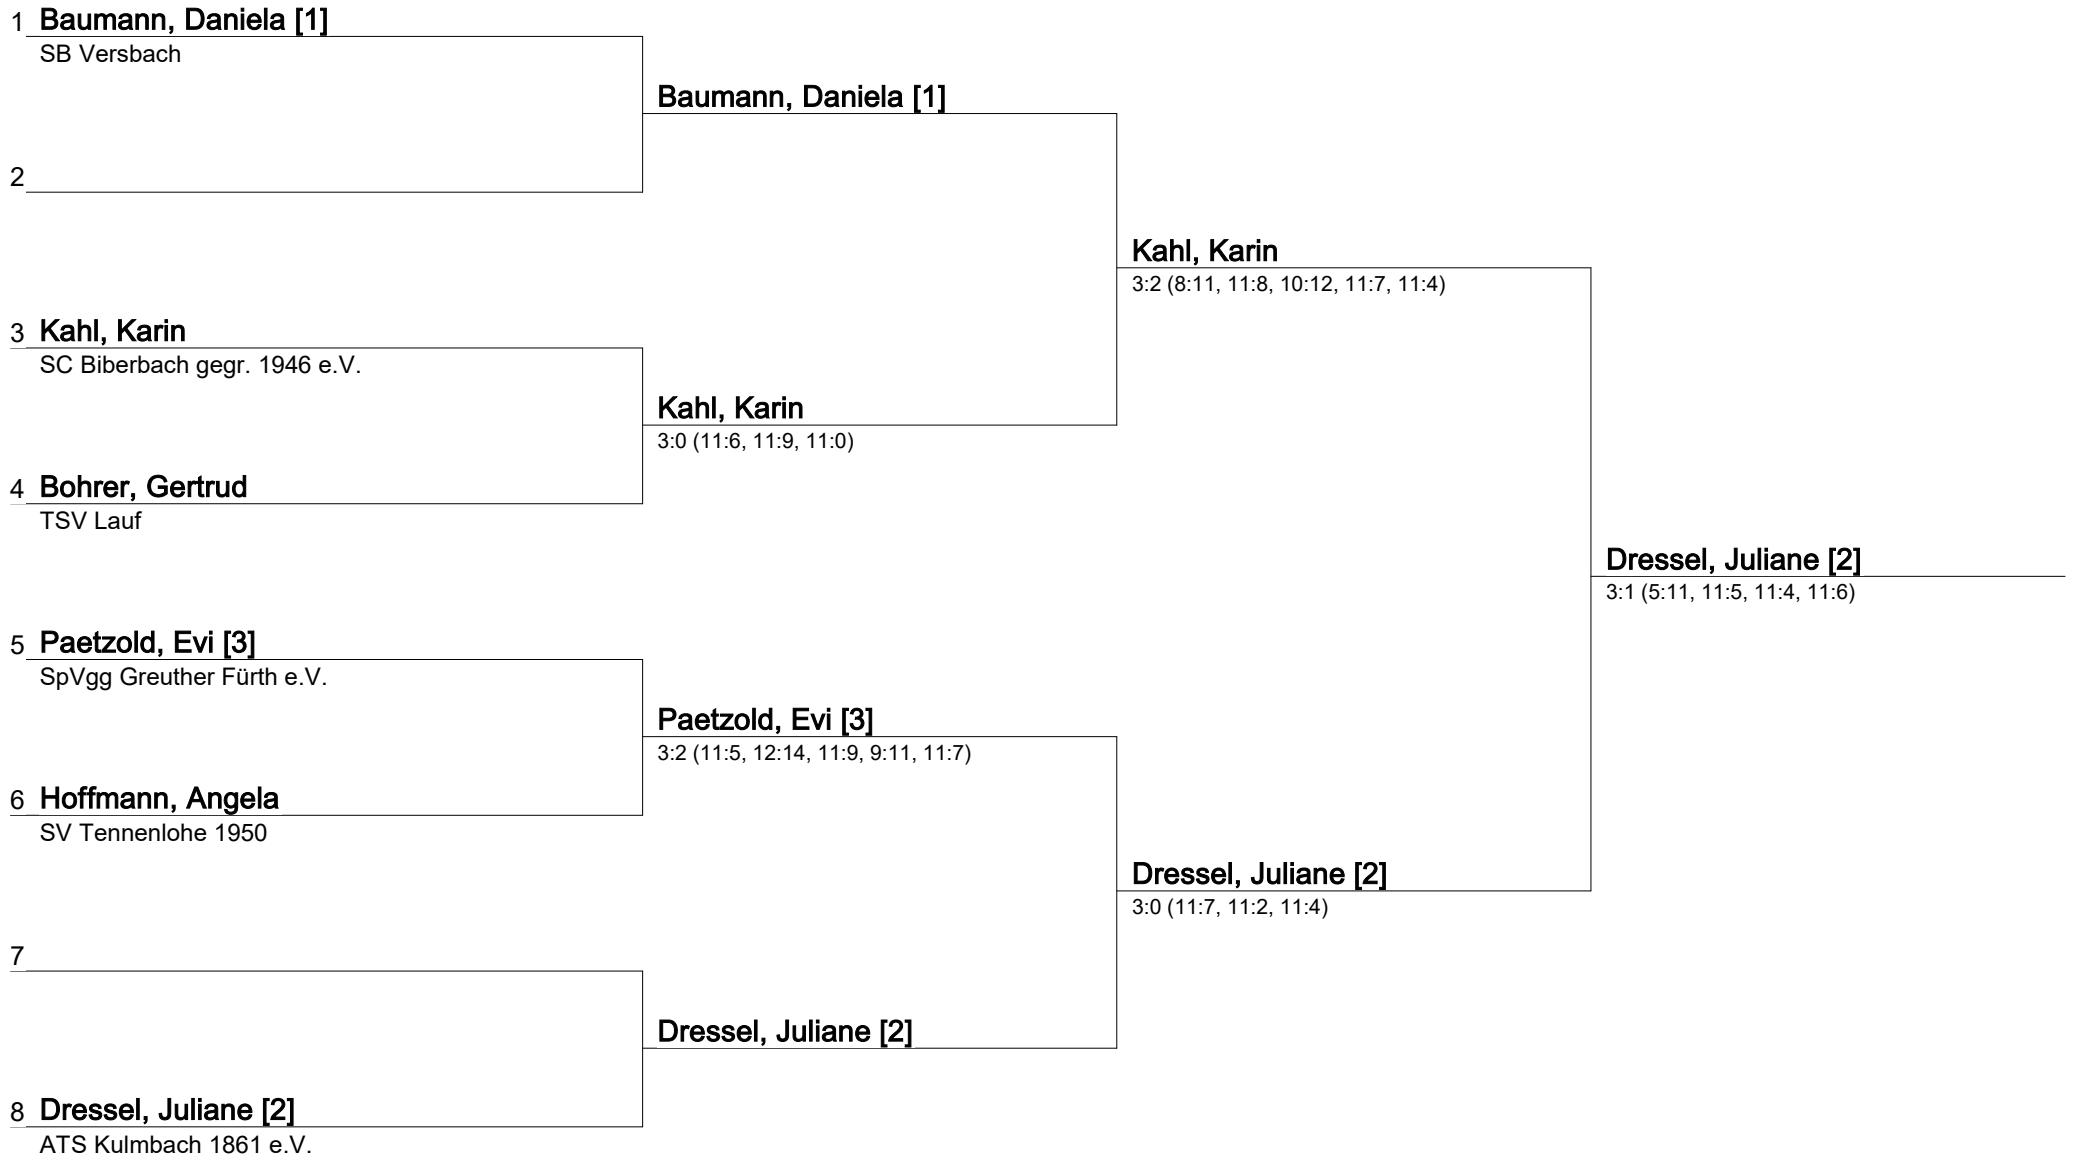 1 Baumann, Daniela [1]
SB Versbach
Baumann, Daniela [1]
2
Kahl, Karin
3:2 (8:11, 11:8, 10:12, 11:7, 11:4)
3 Kahl, Karin
SC Biberbach gegr. 1946 e.V.
Kahl, Karin
3:0 (11:6, 11:9, 11:0)
4 Bohrer, Gertrud
TSV Lauf
Dressel, Juliane [2]
3:1 (5:11, 11:5, 11:4, 11:6)
5 Paetzold, Evi [3]
SpVgg Greuther Fürth e.V.
Paetzold, Evi [3]
3:2 (11:5, 12:14, 11:9, 9:11, 11:7)
6 Hoffmann, Angela
SV Tennenlohe 1950
Dressel, Juliane [2]
3:0 (11:7, 11:2, 11:4)
7
Dressel, Juliane [2]
8 Dressel, Juliane [2]
ATS Kulmbach 1861 e.V.